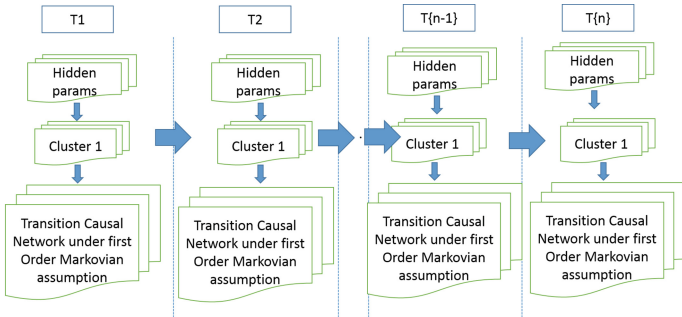 T1
T2
T{n-1}
T{n}
Hidden
params
Hidden
params
Hidden
params
Hidden
params
Cluster 1
Cluster 1
Cluster 1
Cluster 1
Transition Causal
Network under first
Order Markovian
assumption
Transition Causal
Network under first
Order Markovian
assumption
Transition Causal
Network under first
Order Markovian
assumption
Transition Causal
Network under first
Order Markovian
assumption